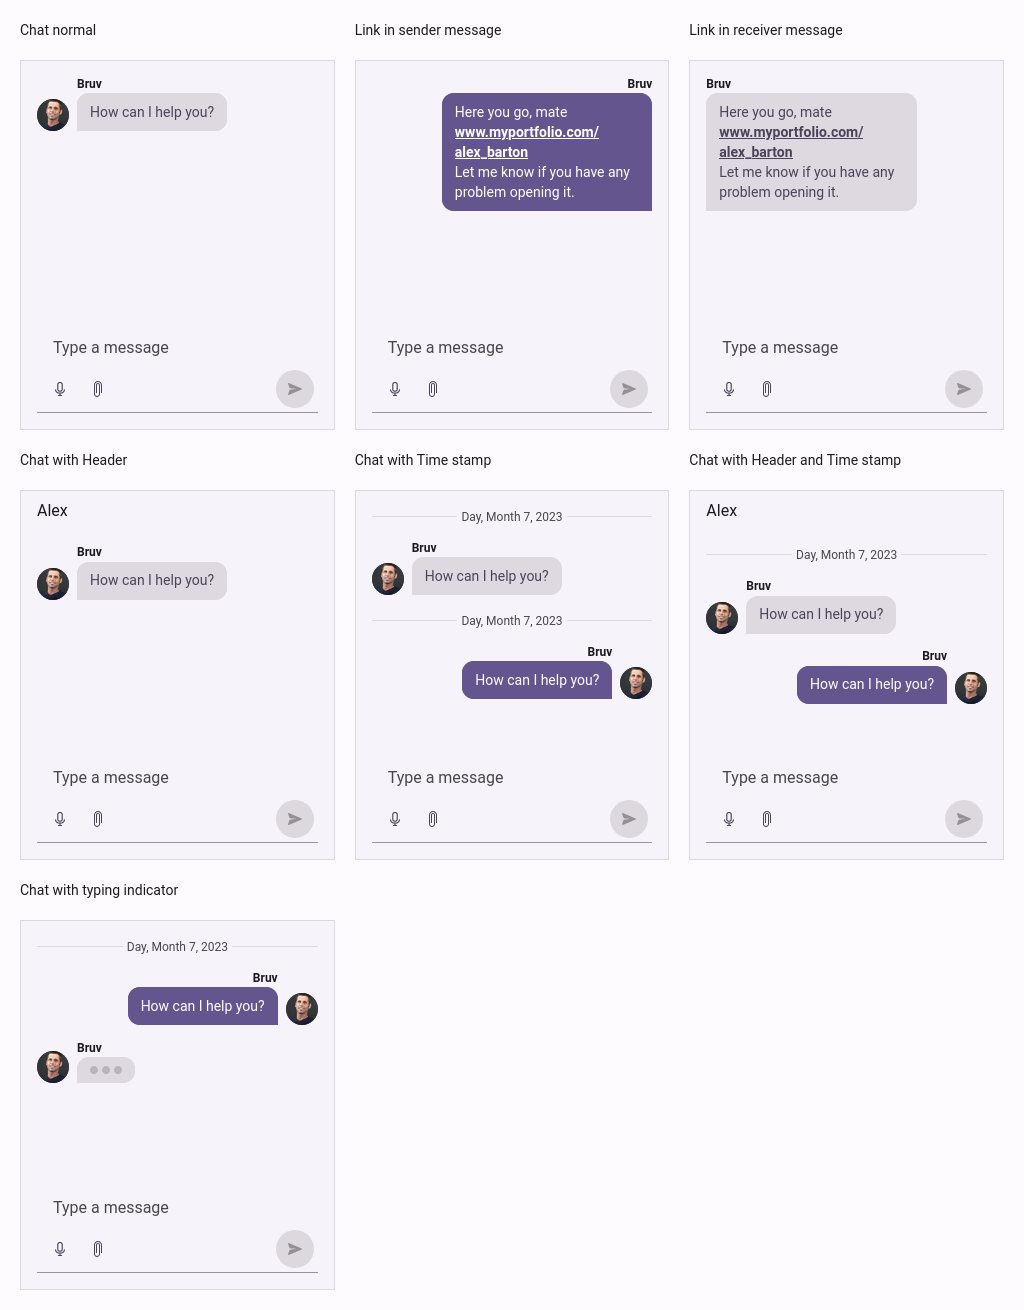 Chat normal
Bruv
How can I help you?
Type a message
Link in sender message
Bruv
Here you go, mate
www.myportfolio.com/
alex_barton
Let me know if you have any
problem opening it.
Type a message
Link in receiver message
Bruv
Here you go, mate
www.myportfolio.com/
alex_barton
Let me know if you have any
problem opening it.
Type a message
Chat with Header
Alex
Bruv
How can I help you?
Type a message
Chat with Time stamp
Day, Month 7, 2023
Bruv
How can I help you?
Day, Month 7, 2023
Bruv
How can I help you?
Type a message
Chat with Header and Time stamp
Alex
Day, Month 7, 2023
Bruv
How can I help you?
Bruv
How can I help you?
Type a message
Chat with typing indicator
Day, Month 7, 2023
Bruv
How can I help you?
Bruv
Type a message